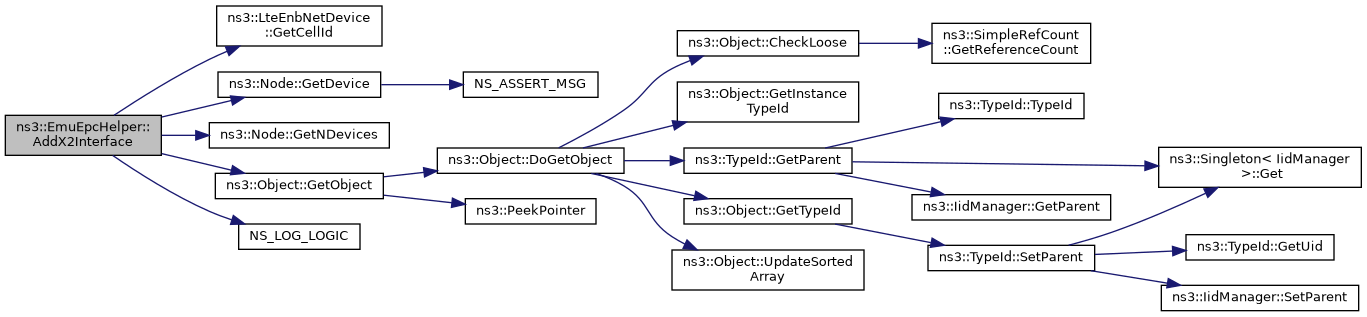 ns3::EmuEpcHelper::
AddX2Interface
ns3::LteEnbNetDevice
::GetCellId
ns3::Node::GetDevice
NS_ASSERT_MSG
ns3::Node::GetNDevices
ns3::Object::GetObject
NS_LOG_LOGIC
ns3::Object::DoGetObject
ns3::PeekPointer
ns3::Object::CheckLoose
ns3::SimpleRefCount
::GetReferenceCount
ns3::Object::GetInstance
TypeId
ns3::TypeId::GetParent
ns3::Object::GetTypeId
ns3::Object::UpdateSorted
Array
ns3::TypeId::TypeId
ns3::Singleton< IidManager
>::Get
ns3::IidManager::GetParent
ns3::TypeId::SetParent
ns3::TypeId::GetUid
ns3::IidManager::SetParent